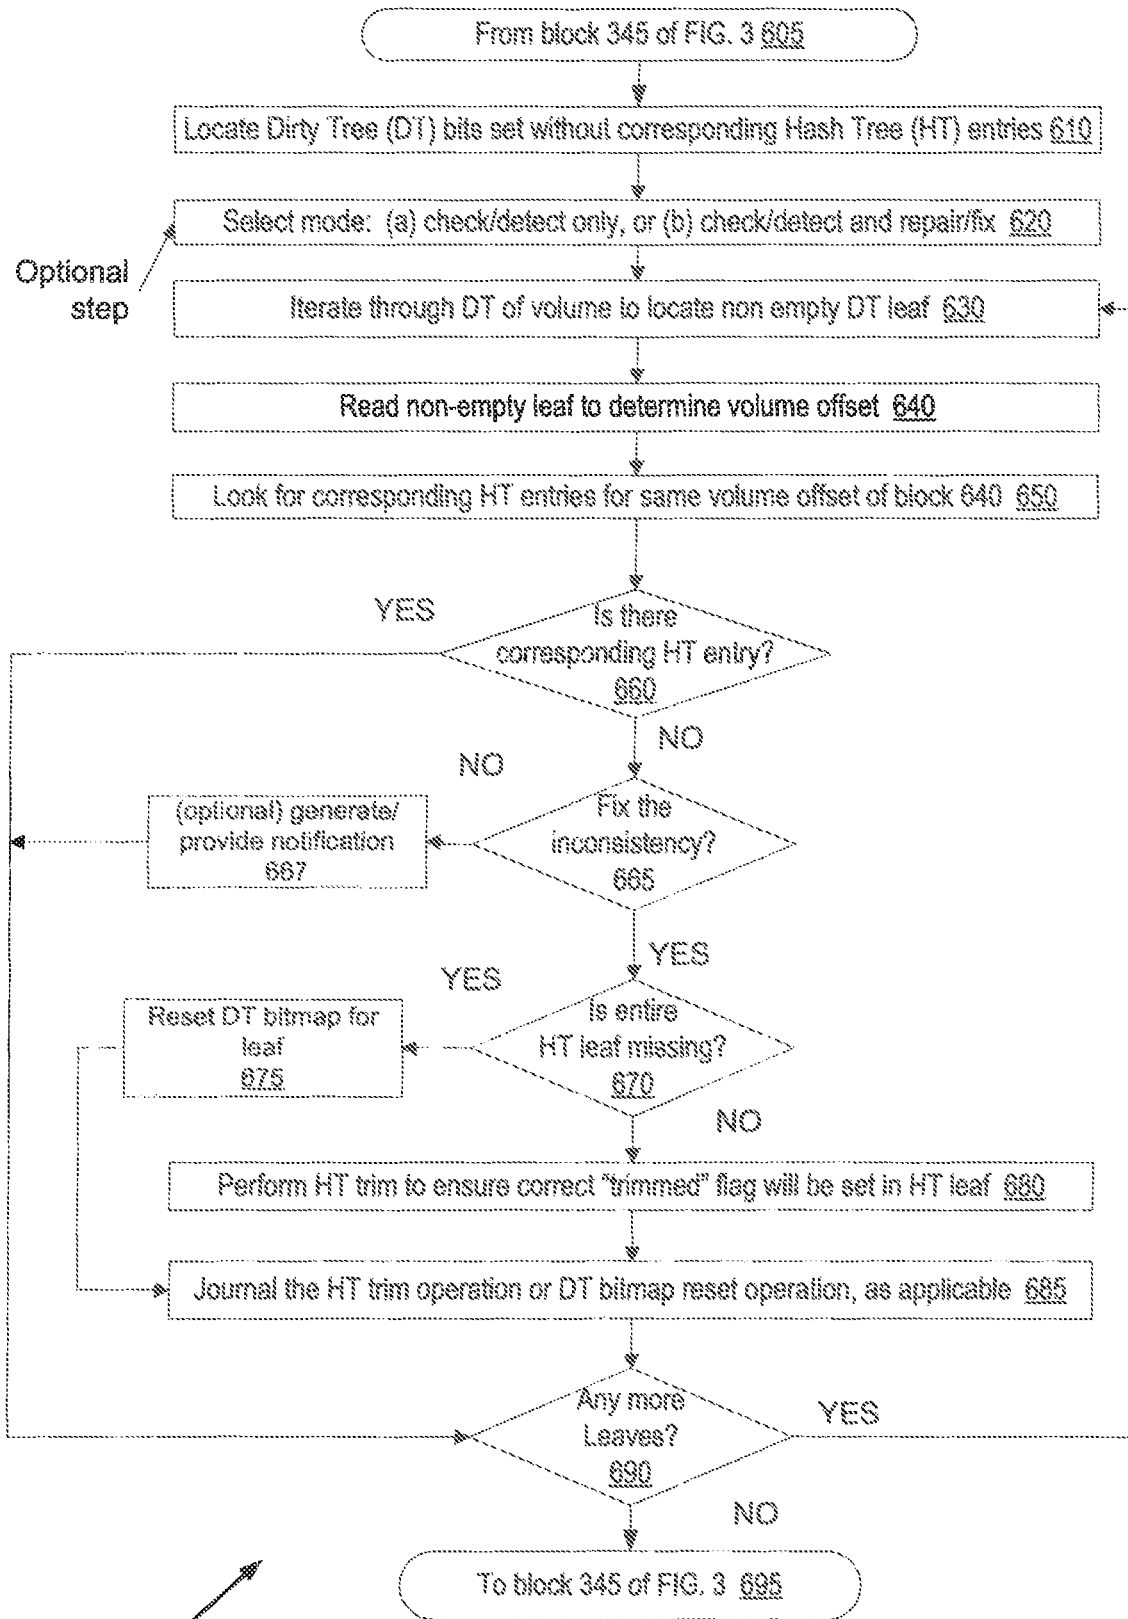 From block 345 of FIG. 3 605
Locate Dirty Tree (DT) bits set without corresponding Hash Tree (HT) entries 610
Select mode: (a) check/detect only, or (b) check/detect and repair/fix 620
Optional
step
Iterate through DT of volume to locate non empty DT leaf 630
Read non-empty leaf to determine volume offset 640
Look for corresponding HT entries for same volume offset of block 640 650
YES
Is there
corresponding HT entry?
660
NO
NO
(optional) generate/
provide notification
667
Fix the
inconsistency?
665
YES
YES
Reset DT bitmap for
leaf
675
Is entire
HT leaf missing?
670
NO
Perform HT trim to ensure correct "trimmed" flag will be set in HT leaf 680
Journal the HT trim operation or DT bitmap reset operation, as applicable 685
Any more
Leaves?
690
YES
NO
To block 345 of FIG. 3 695